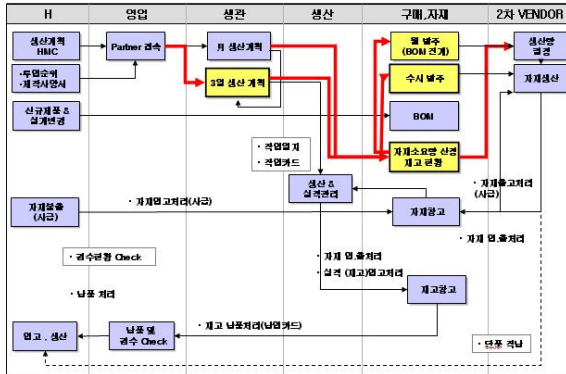 H
영업
생관
생산
구매,자재
2차 VENDOR
생산계획
HMC
Partner 접속
月 생산계획
월 발주
(BOM 전개)
생산량
결정
·투입순위
·제작사양서
3일 생산 계획
수시 발주
자재생산
신규제품 &
설계변경
BOM
· 작업일지
· 작업카드
자재소요량 산정
재고 현황
생산 &
실적관리
· 자재출고처리
(사급)
자재불출
(사급)
· 자재입고처리(사급)
자재창고
· 자재 입.출처리
· 검수현황 Check
· 자재 입.출처리
· 실적 (재고)입고처리
· 납품 처리
제고창고
입고 . 생산
납품 및
검수 Check
· 재고 납품처리(납입카드)
· 단품 직납